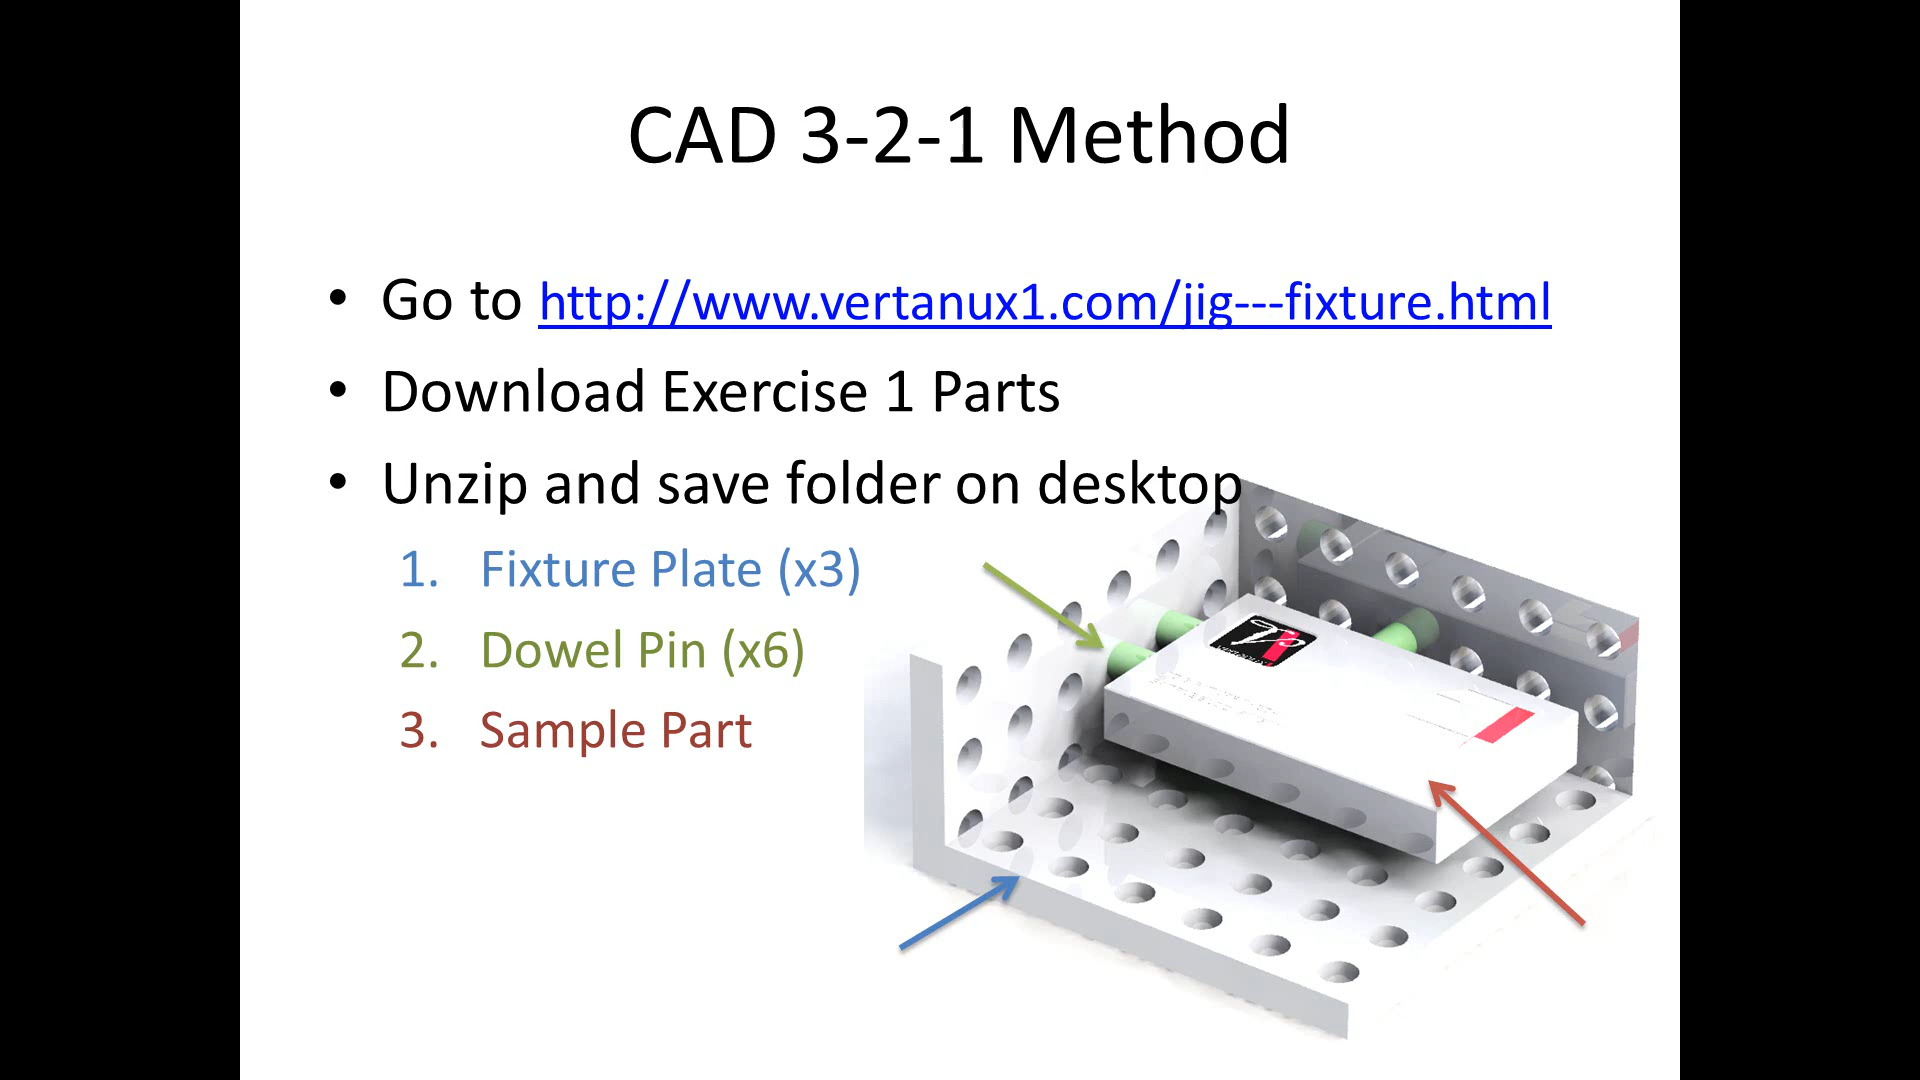 CAD 3-2-1 Method
• Go to http://www.vertanux1.com/jig---fixture.html
• Download Exercise 1 Parts
• Unzip and save folder on desktop
1. Fixture Plate (x3)
2. Dowel Pin (x6)
3. Sample Part